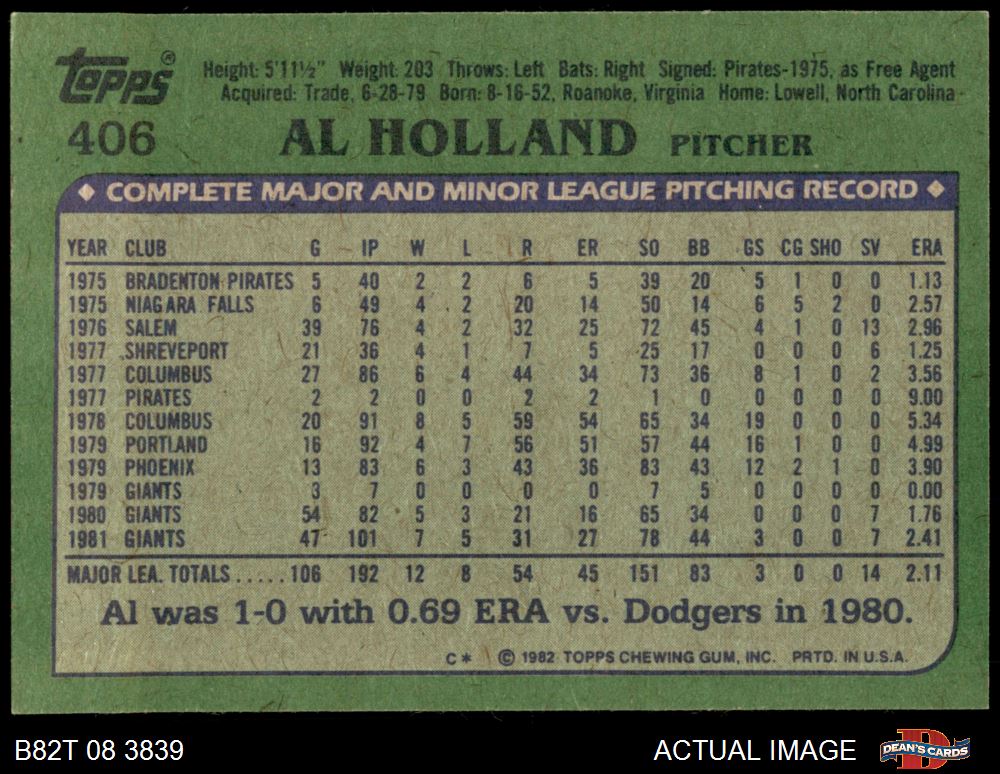 Topps®
Height: 5'11½" Weight: 203 Throws: Left Bats: Right Signed: Pirates-1975, as Free Agent
Acquired: Trade, 6-28-79 Born: 8-16-52, Roanoke, Virginia Home: Lowell, North Carolina
406 AL HOLLAND PITCHER
◆ COMPLETE MAJOR AND MINOR LEAGUE PITCHING RECORD ◆
YEAR CLUB G IP W L R ER SO BB GS CG SHO SV ERA
1975 BRADENTON PIRATES 5 40 2 2 6 5 39 20 5 1 0 0 1.13
1975 NIAGARA FALLS 6 49 4 2 20 14 50 14 6 5 2 0 2.57
1976 SALEM 39 76 4 2 32 25 72 45 4 1 0 13 2.96
1977 SHREVEPORT 21 36 4 1 7 5 25 17 0 0 0 6 1.25
1977 COLUMBUS 27 86 6 4 44 34 73 36 8 1 0 2 3.56
1977 PIRATES 2 2 0 0 2 2 1 0 0 0 0 0 9.00
1978 COLUMBUS 20 91 8 5 59 54 65 34 19 0 0 0 5.34
1979 PORTLAND 16 92 4 7 56 51 57 44 16 1 0 0 4.99
1979 PHOENIX 13 83 6 3 43 36 83 43 12 2 1 0 3.90
1979 GIANTS 3 7 0 0 0 0 7 5 0 0 0 0 0.00
1980 GIANTS 54 82 5 3 21 16 65 34 0 0 0 7 1.76
1981 GIANTS 47 101 7 5 31 27 78 44 3 0 0 7 2.41
MAJOR LEA. TOTALS ..... 106 192 12 8 54 45 151 83 3 0 0 14 2.11
Al was 1-0 with 0.69 ERA vs. Dodgers in 1980.
C* © 1982 TOPPS CHEWING GUM, INC. PRTD. IN U.S.A.
B82T 08 3839 ACTUAL IMAGE DEAN'S CARDS